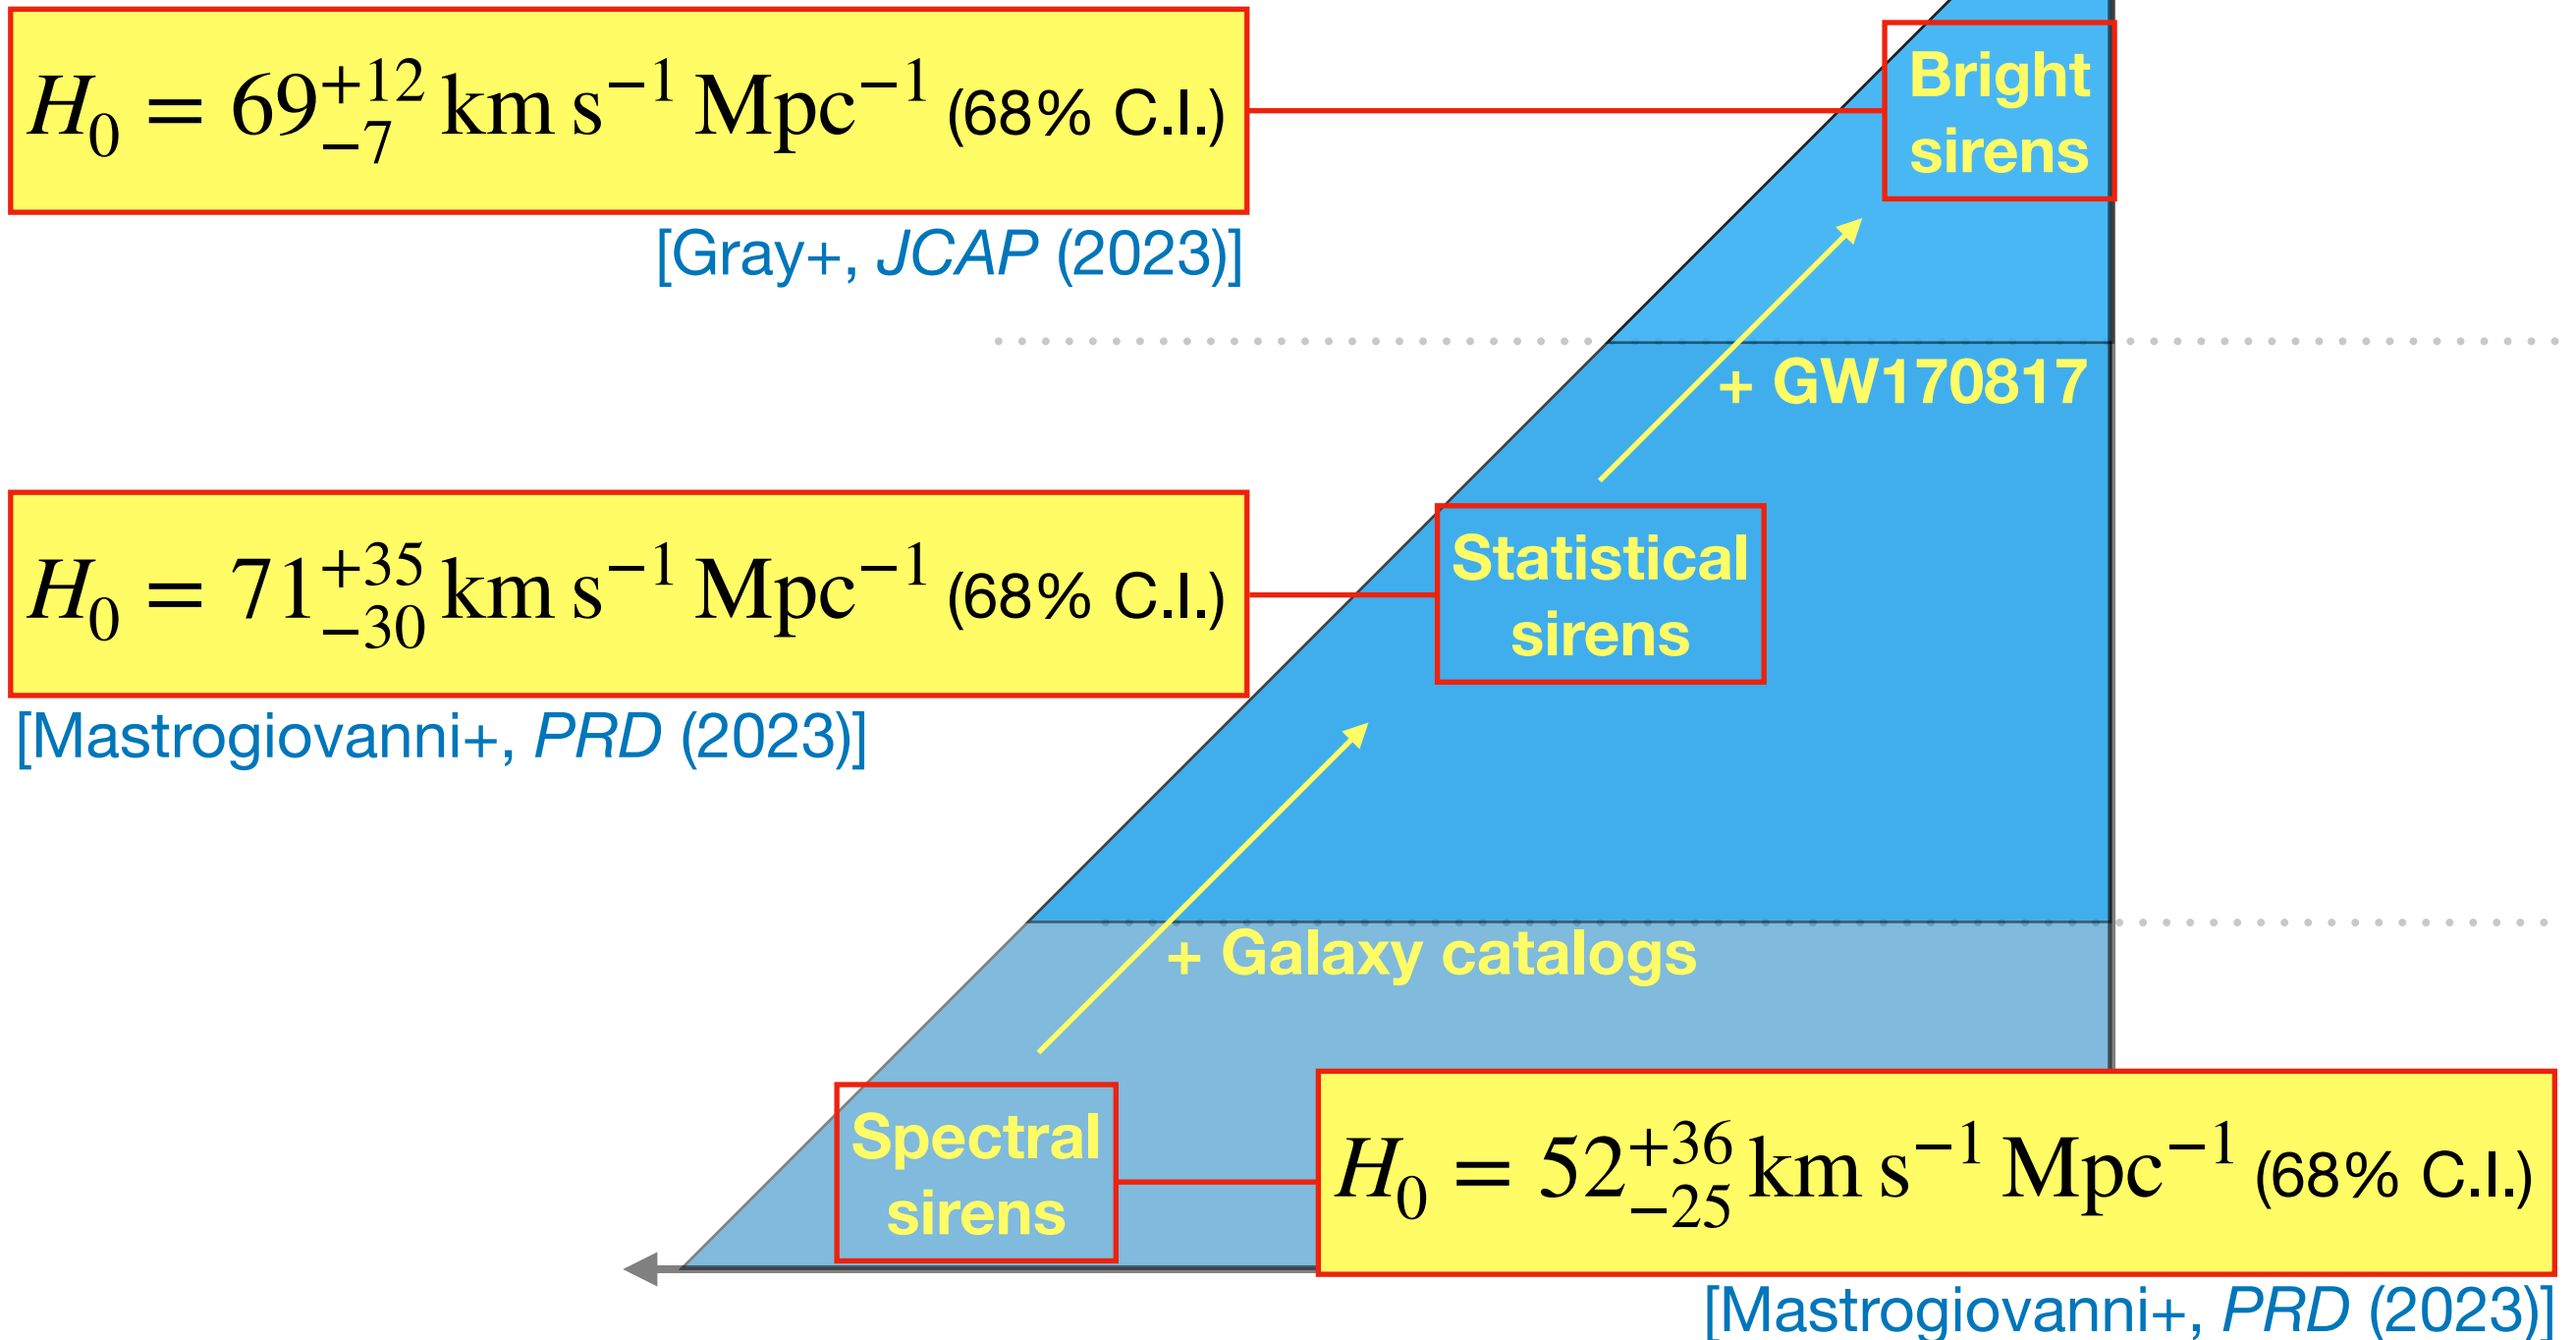 H₀ = 69⁺¹²₋₇ km s⁻¹ Mpc⁻¹ (68% C.I.)
Bright
sirens
[Gray+, JCAP (2023)]
+ GW170817
H₀ = 71⁺³⁵₋₃₀ km s⁻¹ Mpc⁻¹ (68% C.I.)
Statistical
sirens
[Mastrogiovanni+, PRD (2023)]
+ Galaxy catalogs
Spectral
sirens
H₀ = 52⁺³⁶₋₂₅ km s⁻¹ Mpc⁻¹ (68% C.I.)
[Mastrogiovanni+, PRD (2023)]